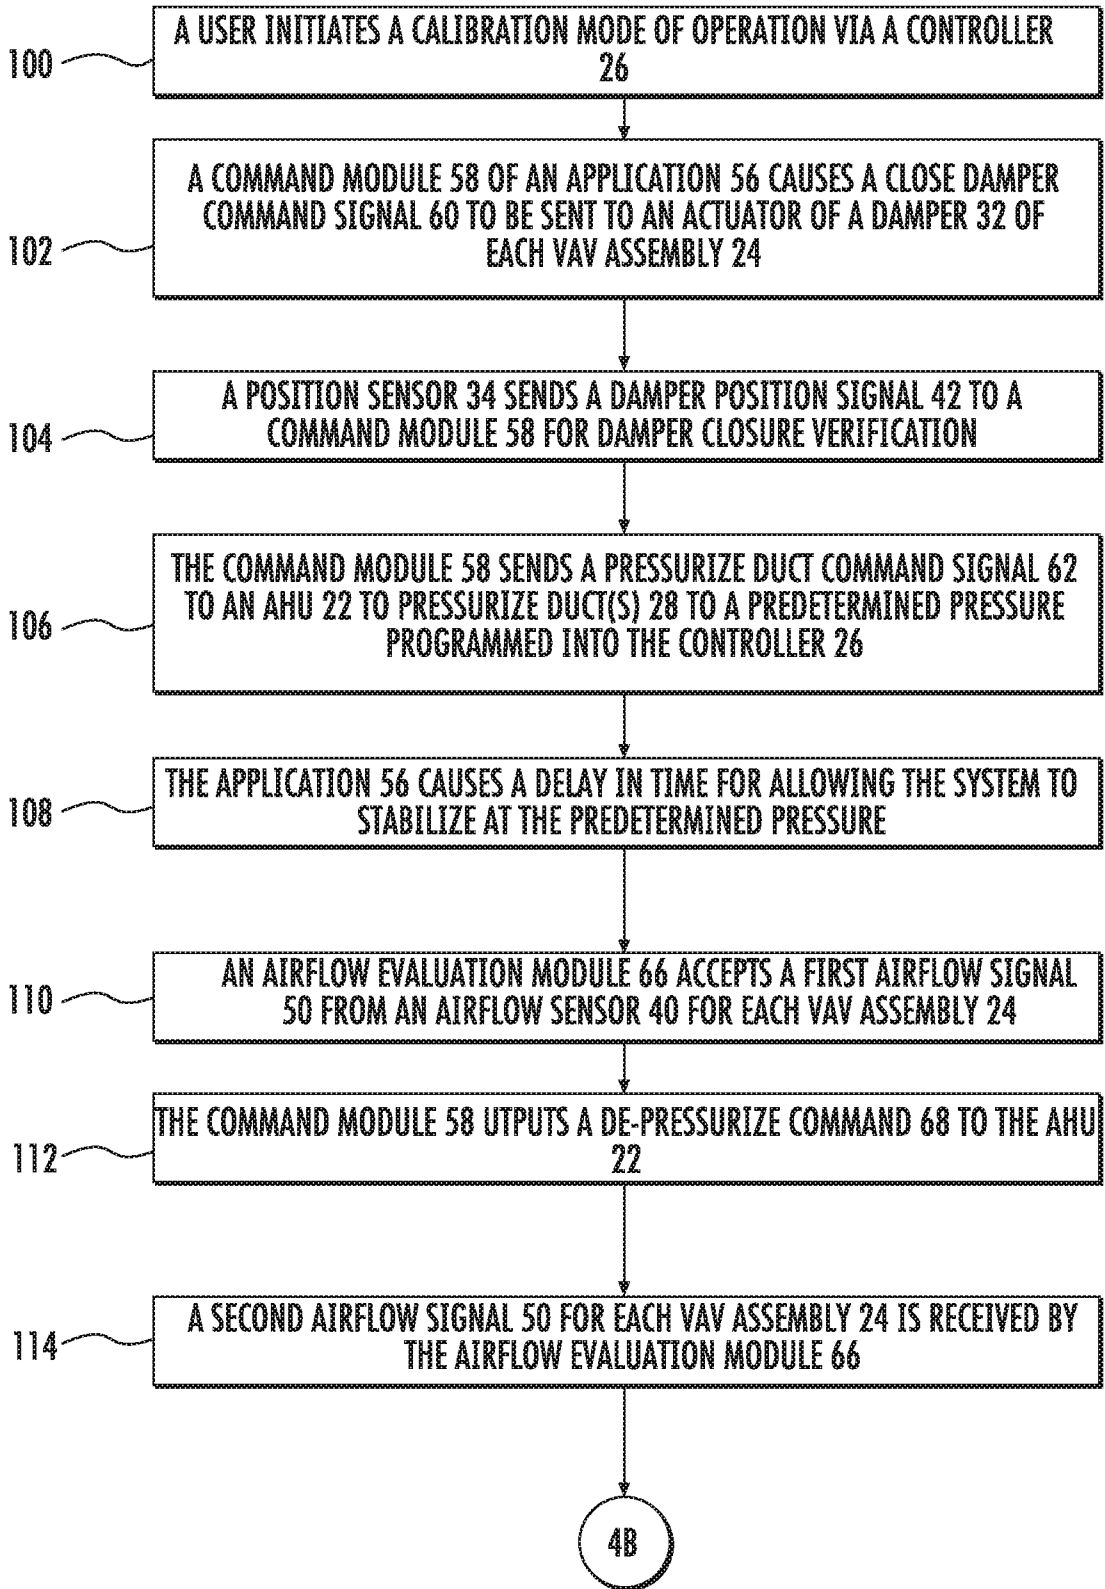 A USER INITIATES A CALIBRATION MODE OF OPERATION VIA A CONTROLLER
26
100
A COMMAND MODULE 58 OF AN APPLICATION 56 CAUSES A CLOSE DAMPER
COMMAND SIGNAL 60 TO BE SENT TO AN ACTUATOR OF A DAMPER 32 OF
EACH VAV ASSEMBLY 24
102
A POSITION SENSOR 34 SENDS A DAMPER POSITION SIGNAL 42 TO A
COMMAND MODULE 58 FOR DAMPER CLOSURE VERIFICATION
104
THE COMMAND MODULE 58 SENDS A PRESSURIZE DUCT COMMAND SIGNAL 62
TO AN AHU 22 TO PRESSURIZE DUCT(S) 28 TO A PREDETERMINED PRESSURE
PROGRAMMED INTO THE CONTROLLER 26
106
THE APPLICATION 56 CAUSES A DELAY IN TIME FOR ALLOWING THE SYSTEM TO
STABILIZE AT THE PREDETERMINED PRESSURE
108
AN AIRFLOW EVALUATION MODULE 66 ACCEPTS A FIRST AIRFLOW SIGNAL
50 FROM AN AIRFLOW SENSOR 40 FOR EACH VAV ASSEMBLY 24
110
THE COMMAND MODULE 58 UTPUTS A DE-PRESSURIZE COMMAND 68 TO THE AHU
22
112
A SECOND AIRFLOW SIGNAL 50 FOR EACH VAV ASSEMBLY 24 IS RECEIVED BY
THE AIRFLOW EVALUATION MODULE 66
114
4B